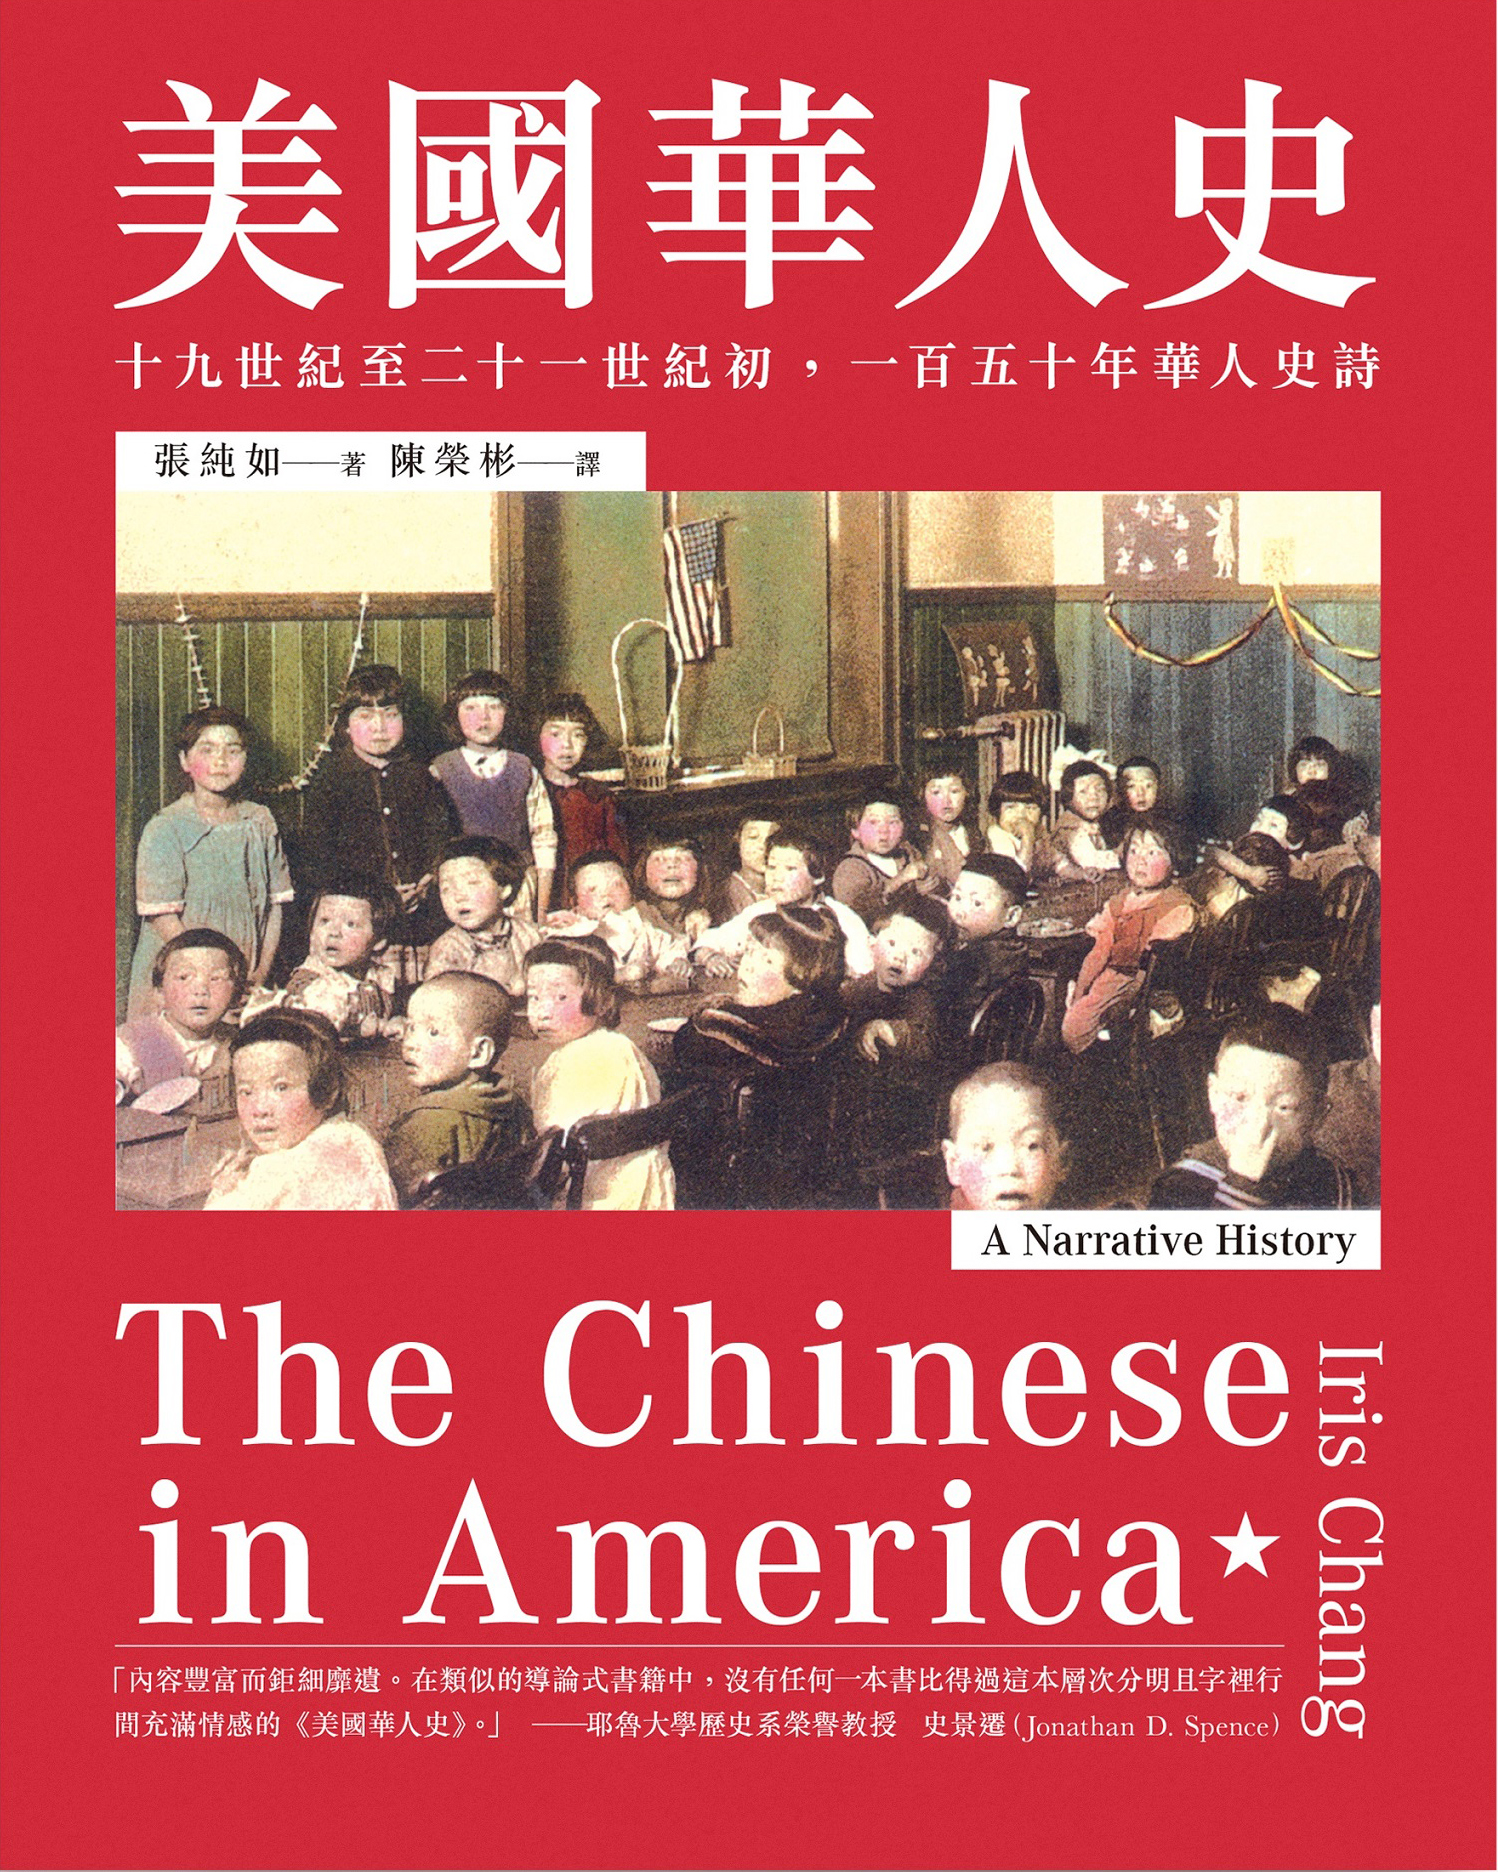 美國華人史
十九世紀至二十一世紀初，一百五十年華人史詩
張純如——著 陳榮彬——譯
A Narrative History
The Chinese
in America★
Iris Chang
「內容豐富而鉅細靡遺。在類似的導論式書籍中，沒有任何一本書比得過這本層次分明且字裡行
間充滿情感的《美國華人史》。」 ——耶魯大學歷史系榮譽教授 史景遷（Jonathan D. Spence）